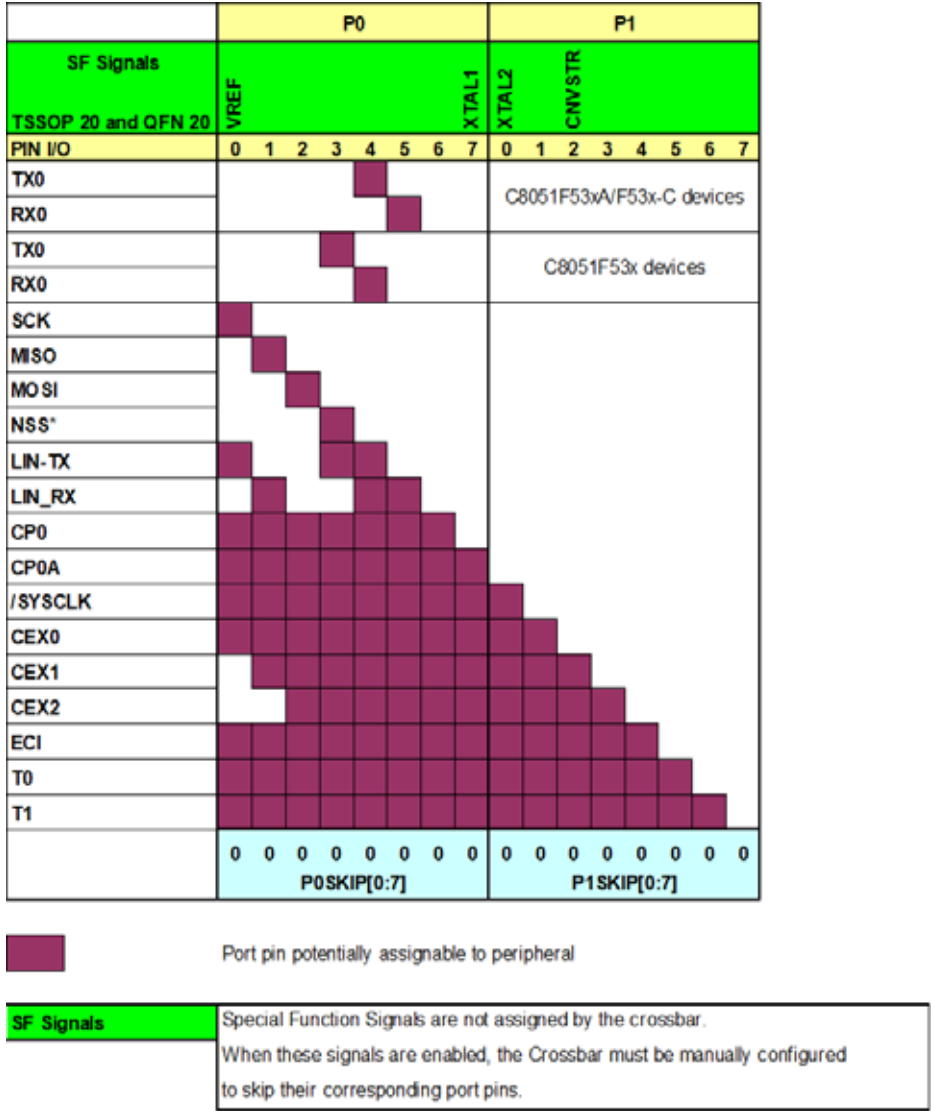 P0 P1
SF Signals
TSSOP 20 and QFN 20
VREF
XTAL1
XTAL2
CNVSTR
PIN I/O 0 1 2 3 4 5 6 7 0 1 2 3 4 5 6 7
TX0
C8051F53xA/F53x-C devices
RX0
TX0
C8051F53x devices
RX0
SCK
MISO
MOSI
NSS*
LIN-TX
LIN_RX
CP0
CP0A
/SYSCLK
CEX0
CEX1
CEX2
ECI
T0
T1
0 0 0 0 0 0 0 0 0 0 0 0 0 0 0 0
P0SKIP[0:7] P1SKIP[0:7]
Port pin potentially assignable to peripheral
SF Signals Special Function Signals are not assigned by the crossbar.
When these signals are enabled, the Crossbar must be manually configured
to skip their corresponding port pins.